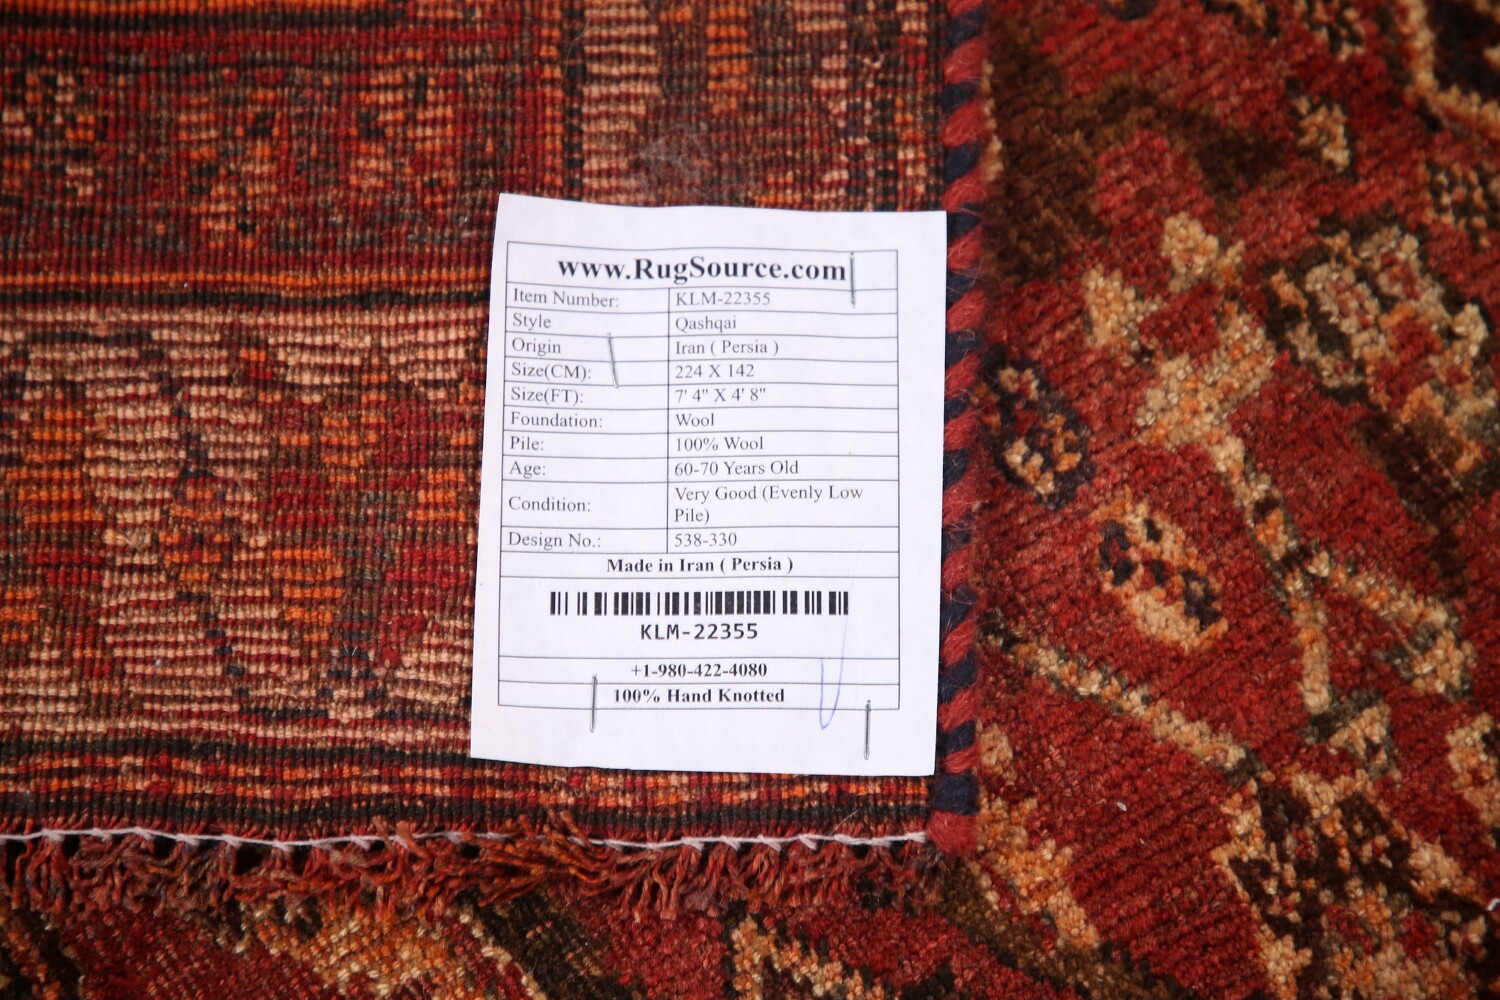 www.RugSource.com
Item Number: KLM-22355
Style Qashqai
Origin Iran ( Persia )
Size(CM): 224 X 142
Size(FT): 7' 4" X 4' 8"
Foundation: Wool
Pile: 100% Wool
Age: 60-70 Years Old
Condition: Very Good (Evenly Low
Pile)
Design No.: 538-330
Made in Iran ( Persia )
KLM-22355
+1-980-422-4080
100% Hand Knotted